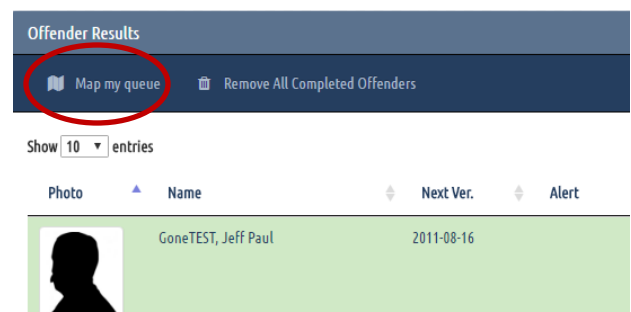 Offender Results
Map my queue Remove All Completed Offenders
Show 10 entries
Photo Name Next Ver. Alert
GoneTEST, Jeff Paul 2011-08-16